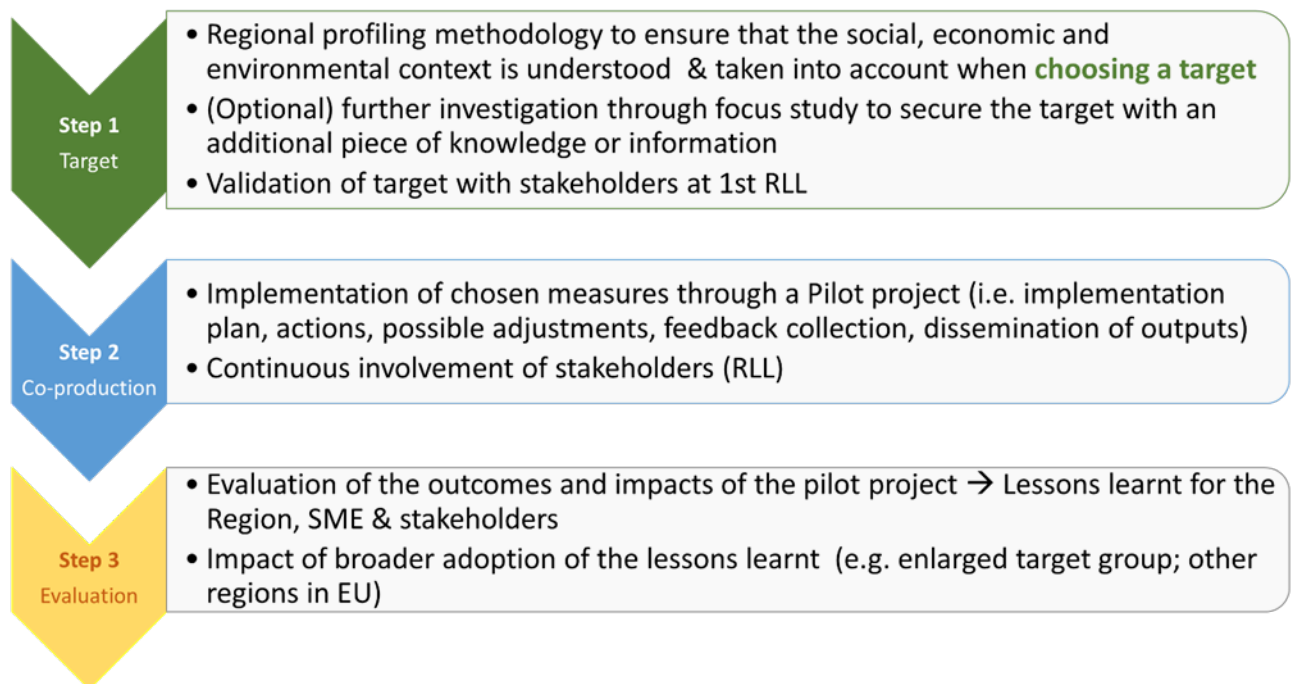 Step 1
Target
• Regional profiling methodology to ensure that the social, economic and
environmental context is understood & taken into account when choosing a target
• (Optional) further investigation through focus study to secure the target with an
additional piece of knowledge or information
• Validation of target with stakeholders at 1st RLL
Step 2
Co-production
• Implementation of chosen measures through a Pilot project (i.e. implementation
plan, actions, possible adjustments, feedback collection, dissemination of outputs)
• Continuous involvement of stakeholders (RLL)
Step 3
Evaluation
• Evaluation of the outcomes and impacts of the pilot project → Lessons learnt for the
Region, SME & stakeholders
• Impact of broader adoption of the lessons learnt (e.g. enlarged target group; other
regions in EU)